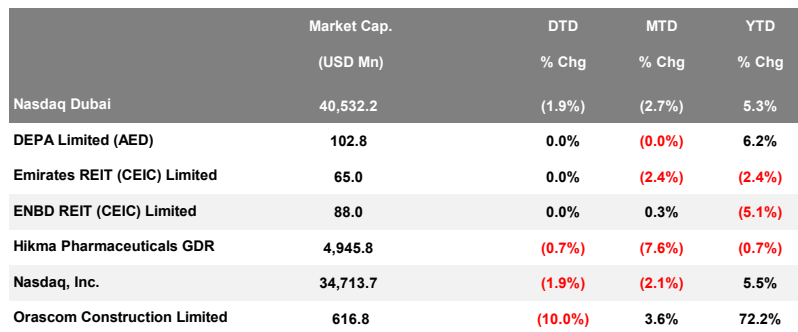 Market Cap. DTD MTD YTD
(USD Mn) % Chg % Chg % Chg
Nasdaq Dubai 40,532.2 (1.9%) (2.7%) 5.3%
DEPA Limited (AED) 102.8 0.0% (0.0%) 6.2%
Emirates REIT (CEIC) Limited 65.0 0.0% (2.4%) (2.4%)
ENBD REIT (CEIC) Limited 88.0 0.0% 0.3% (5.1%)
Hikma Pharmaceuticals GDR 4,945.8 (0.7%) (7.6%) (0.7%)
Nasdaq, Inc. 34,713.7 (1.9%) (2.1%) 5.5%
Orascom Construction Limited 616.8 (10.0%) 3.6% 72.2%